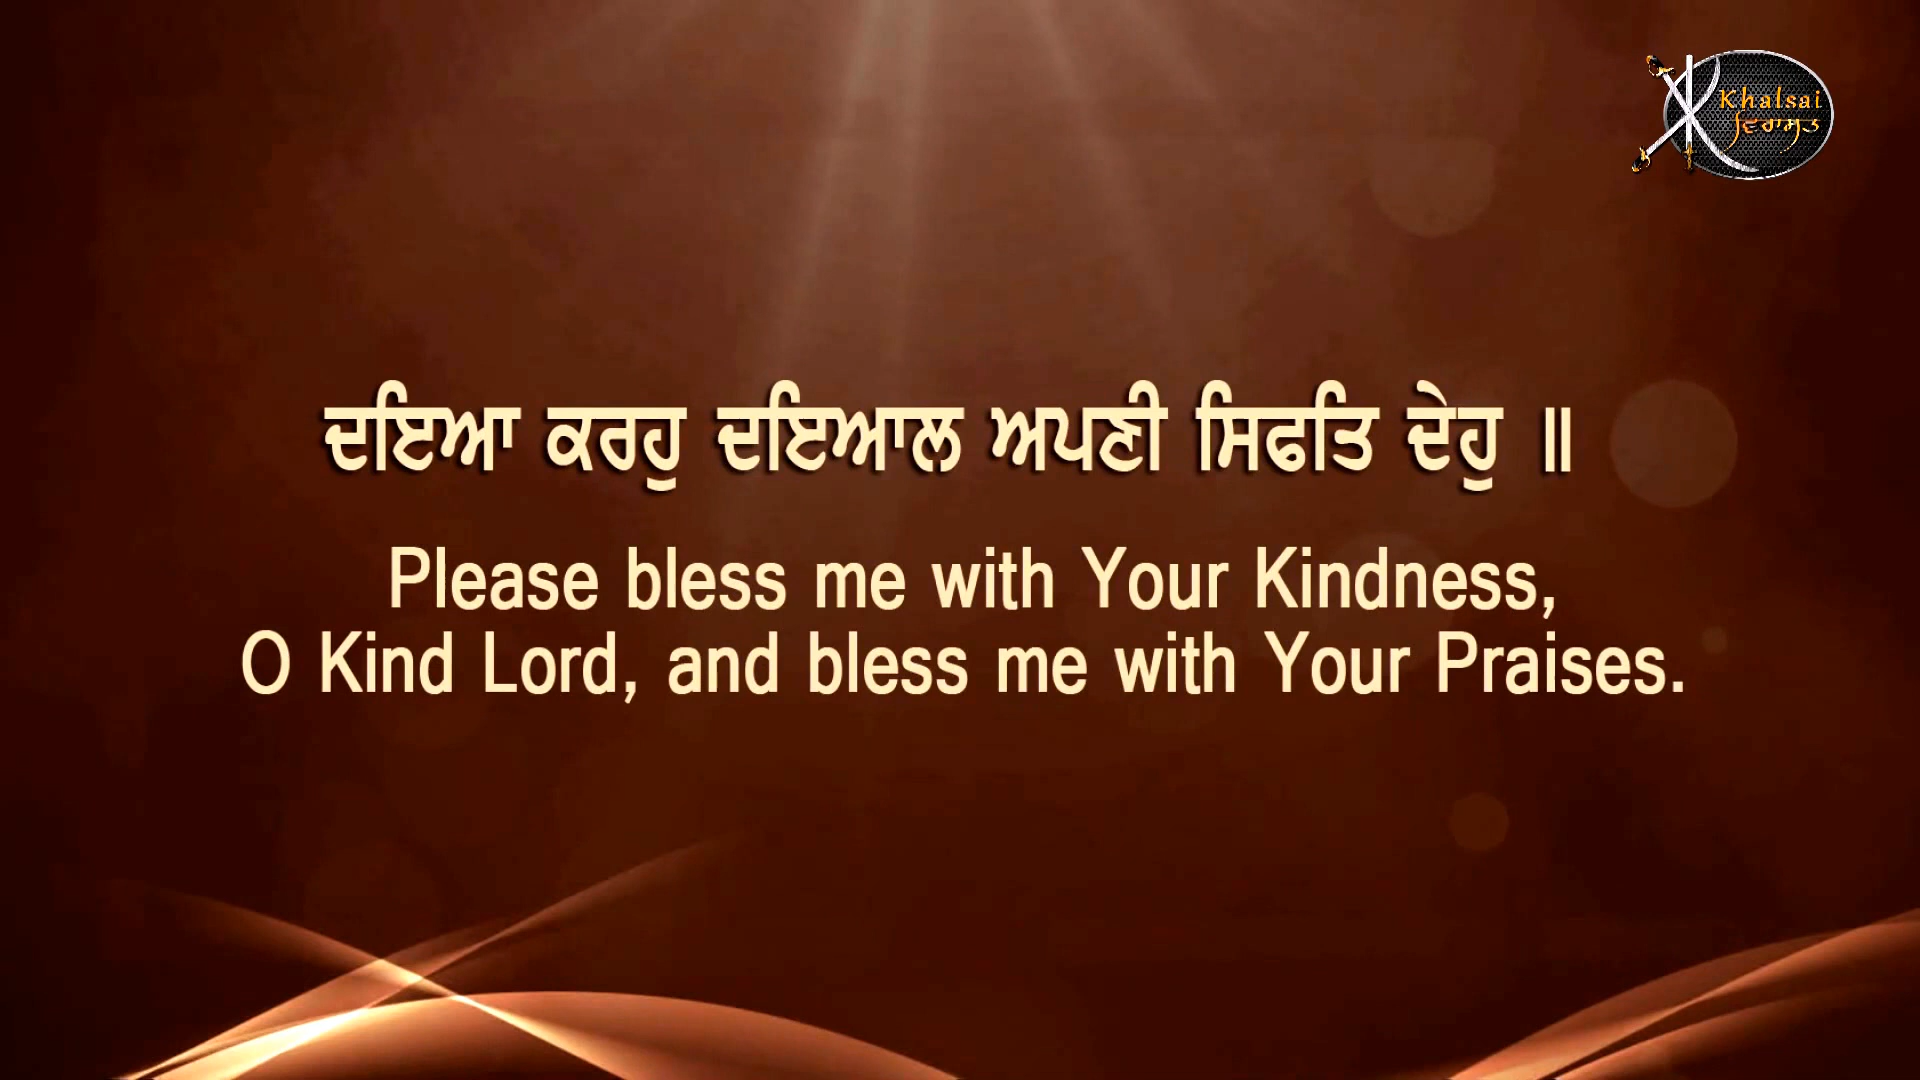 Khalsai
ਵਿਰਾਸਤ
ਦਇਆ ਕਰਹੁ ਦਇਆਲ ਅਪਣੀ ਸਿਫਤਿ ਦੇਹੁ ॥
Please bless me with Your Kindness,
O Kind Lord, and bless me with Your Praises.